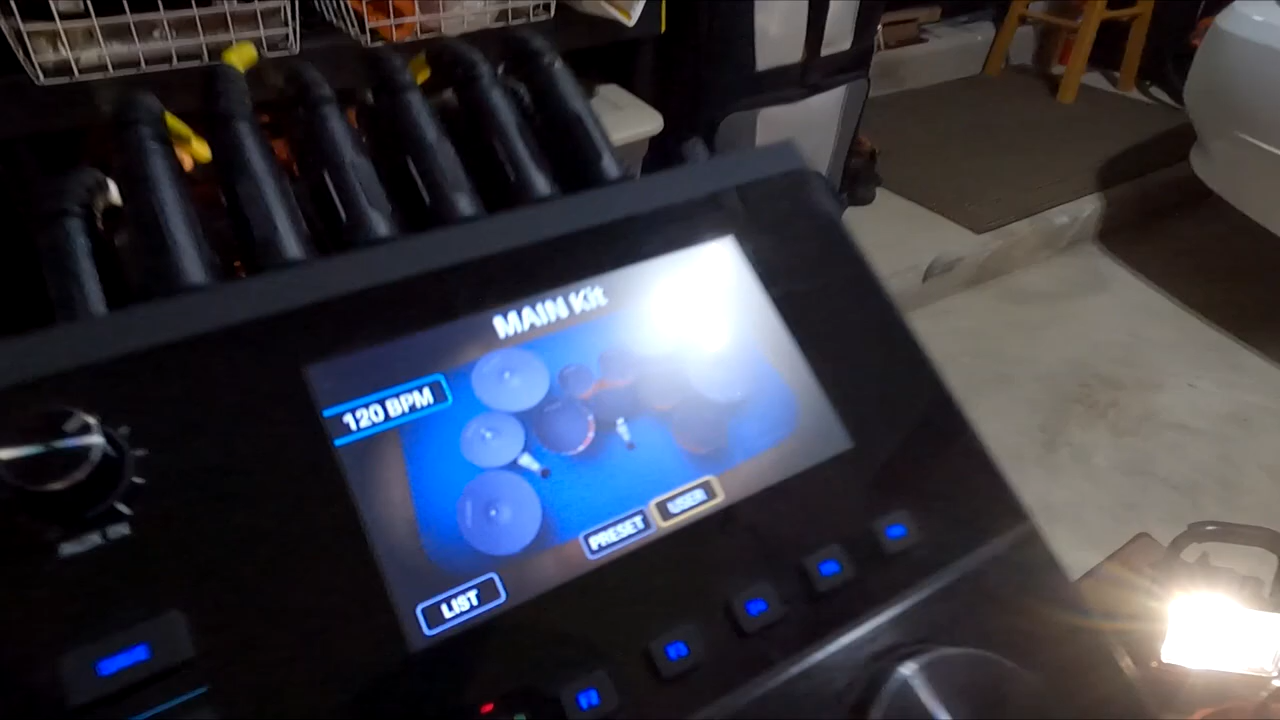 MAIN Kit
120 BPM
PRESET
USER
LIST